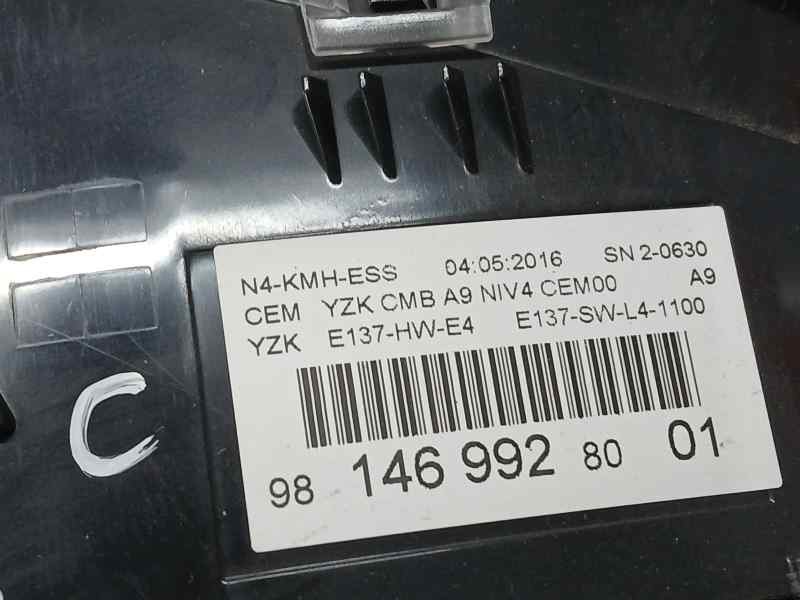 N4-KMH-ESS 04:05:2016 SN 2-0630
CEM YZK CMB A9 NIV4 CEM00 A9
YZK E137-HW-E4 E137-SW-L4-1100
98 146 992 80 01
C